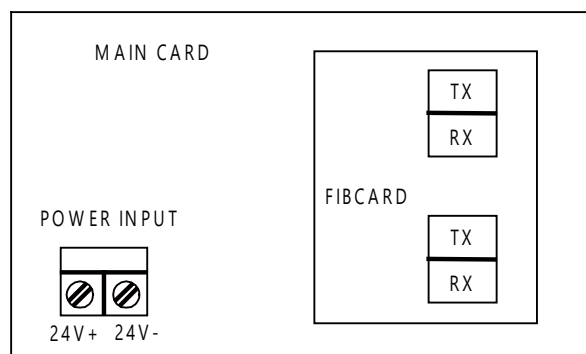 MAIN CARD
TX
RX
FIBCARD
TX
RX
POWER INPUT
24V+ 24V-